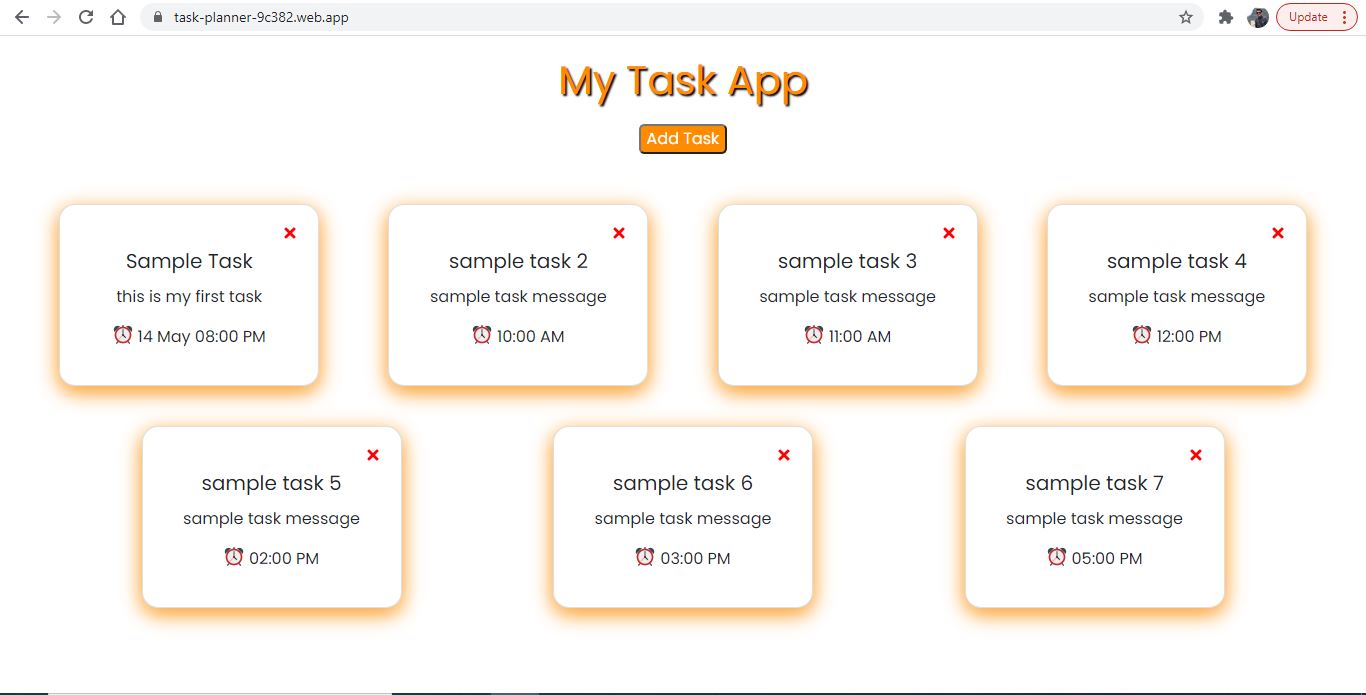 task-planner-9c382.web.app
Update
My Task App
Add Task
Sample Task
this is my first task
14 May 08:00 PM
sample task 2
sample task message
10:00 AM
sample task 3
sample task message
11:00 AM
sample task 4
sample task message
12:00 PM
sample task 5
sample task message
02:00 PM
sample task 6
sample task message
03:00 PM
sample task 7
sample task message
05:00 PM